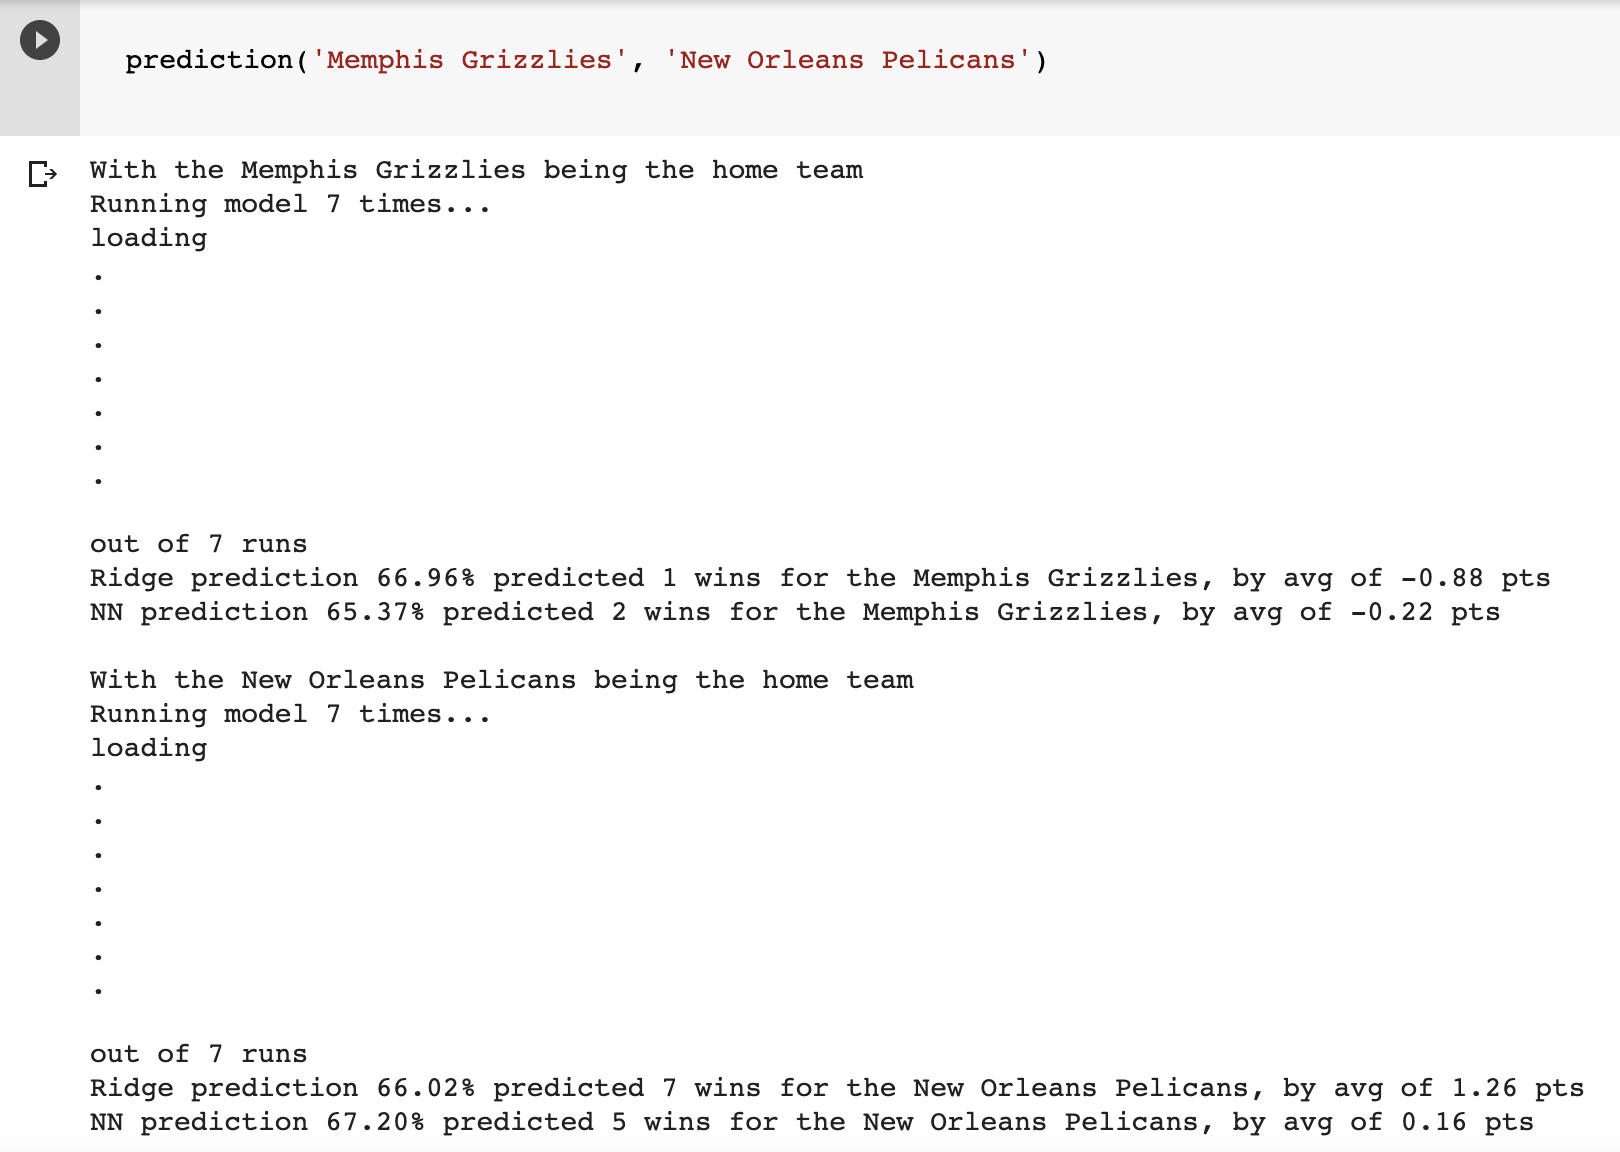 prediction('Memphis Grizzlies', 'New Orleans Pelicans')
With the Memphis Grizzlies being the home team
Running model 7 times...
loading
.
.
.
.
.
.
.
out of 7 runs
Ridge prediction 66.96% predicted 1 wins for the Memphis Grizzlies, by avg of -0.88 pts
NN prediction 65.37% predicted 2 wins for the Memphis Grizzlies, by avg of -0.22 pts
With the New Orleans Pelicans being the home team
Running model 7 times...
loading
.
.
.
.
.
.
.
out of 7 runs
Ridge prediction 66.02% predicted 7 wins for the New Orleans Pelicans, by avg of 1.26 pts
NN prediction 67.20% predicted 5 wins for the New Orleans Pelicans, by avg of 0.16 pts